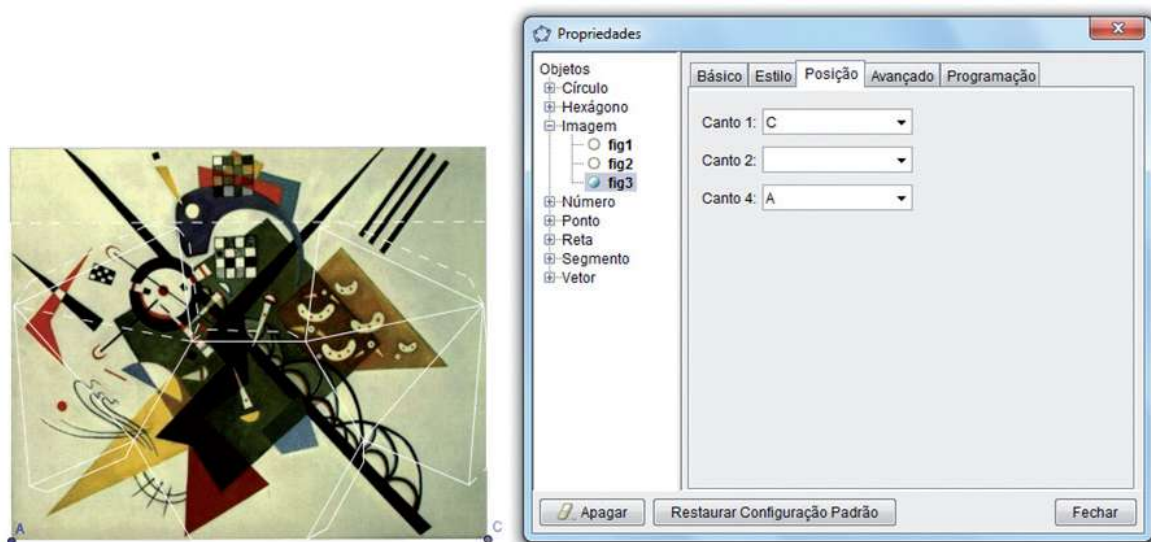 Propriedades
Objetos
Círculo
Hexágono
Imagem
fig1
fig2
fig3
Número
Ponto
Reta
Segmento
Vetor
Básico Estilo Posição Avançado Programação
Canto 1: C
Canto 2:
Canto 4: A
A C
Apagar Restaurar Configuração Padrão Fechar